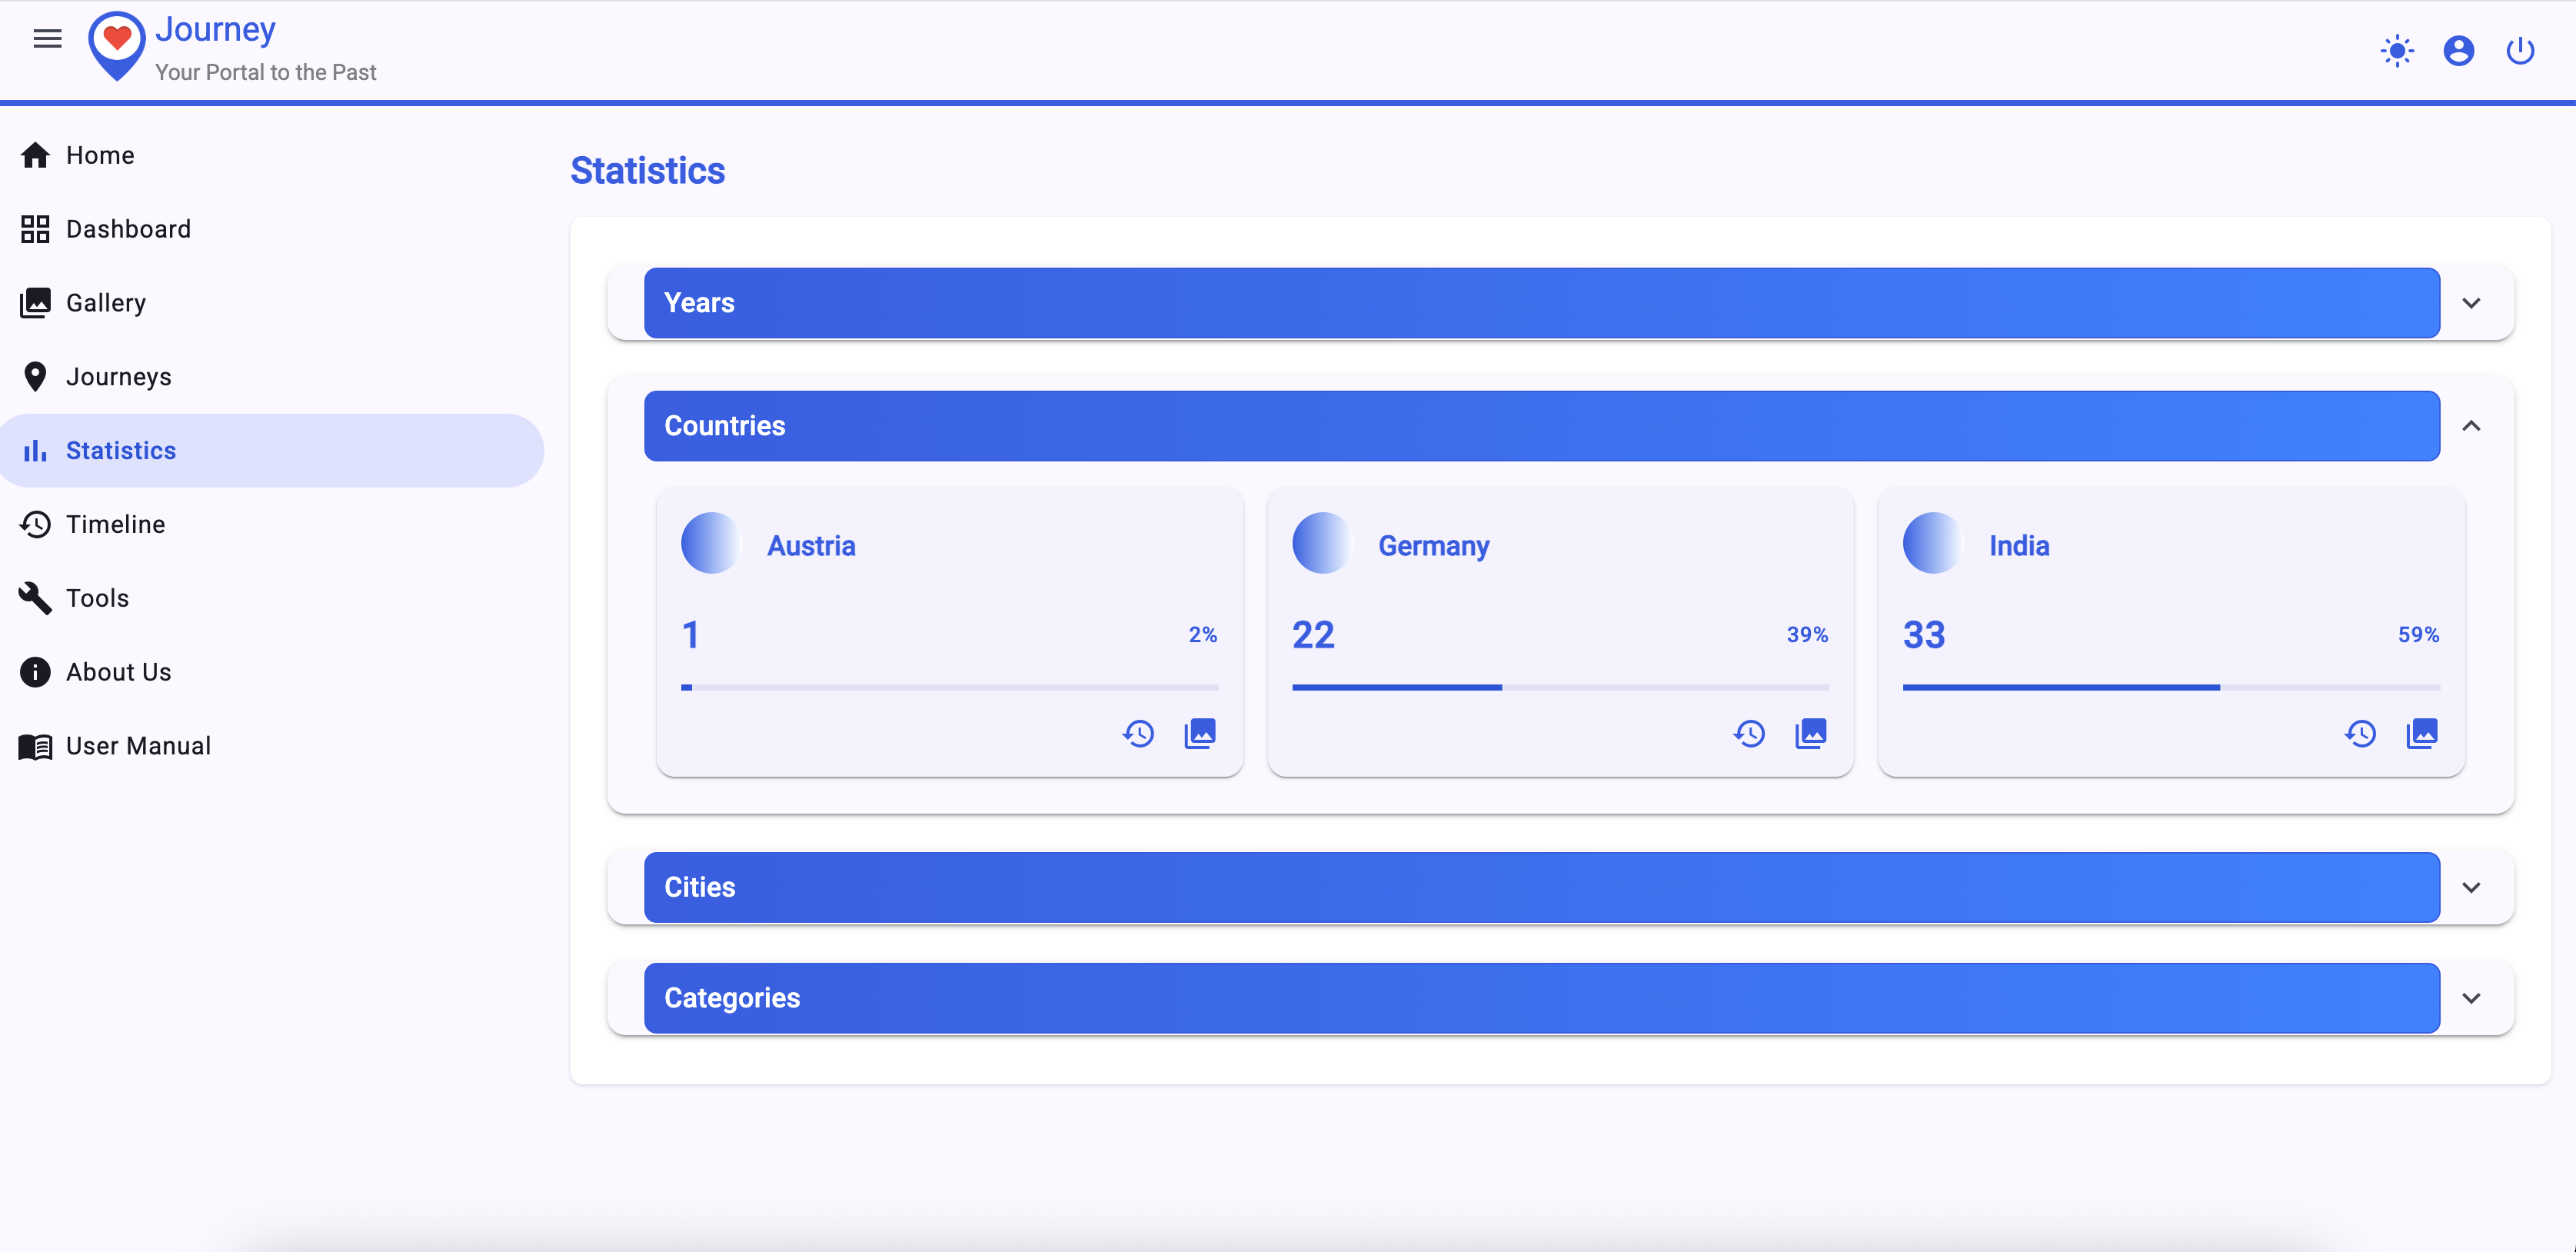 Journey
Your Portal to the Past
Home
Dashboard
Gallery
Journeys
Statistics
Timeline
Tools
About Us
User Manual
Statistics
Years
Countries
Austria
1 2%
Germany
22 39%
India
33 59%
Cities
Categories